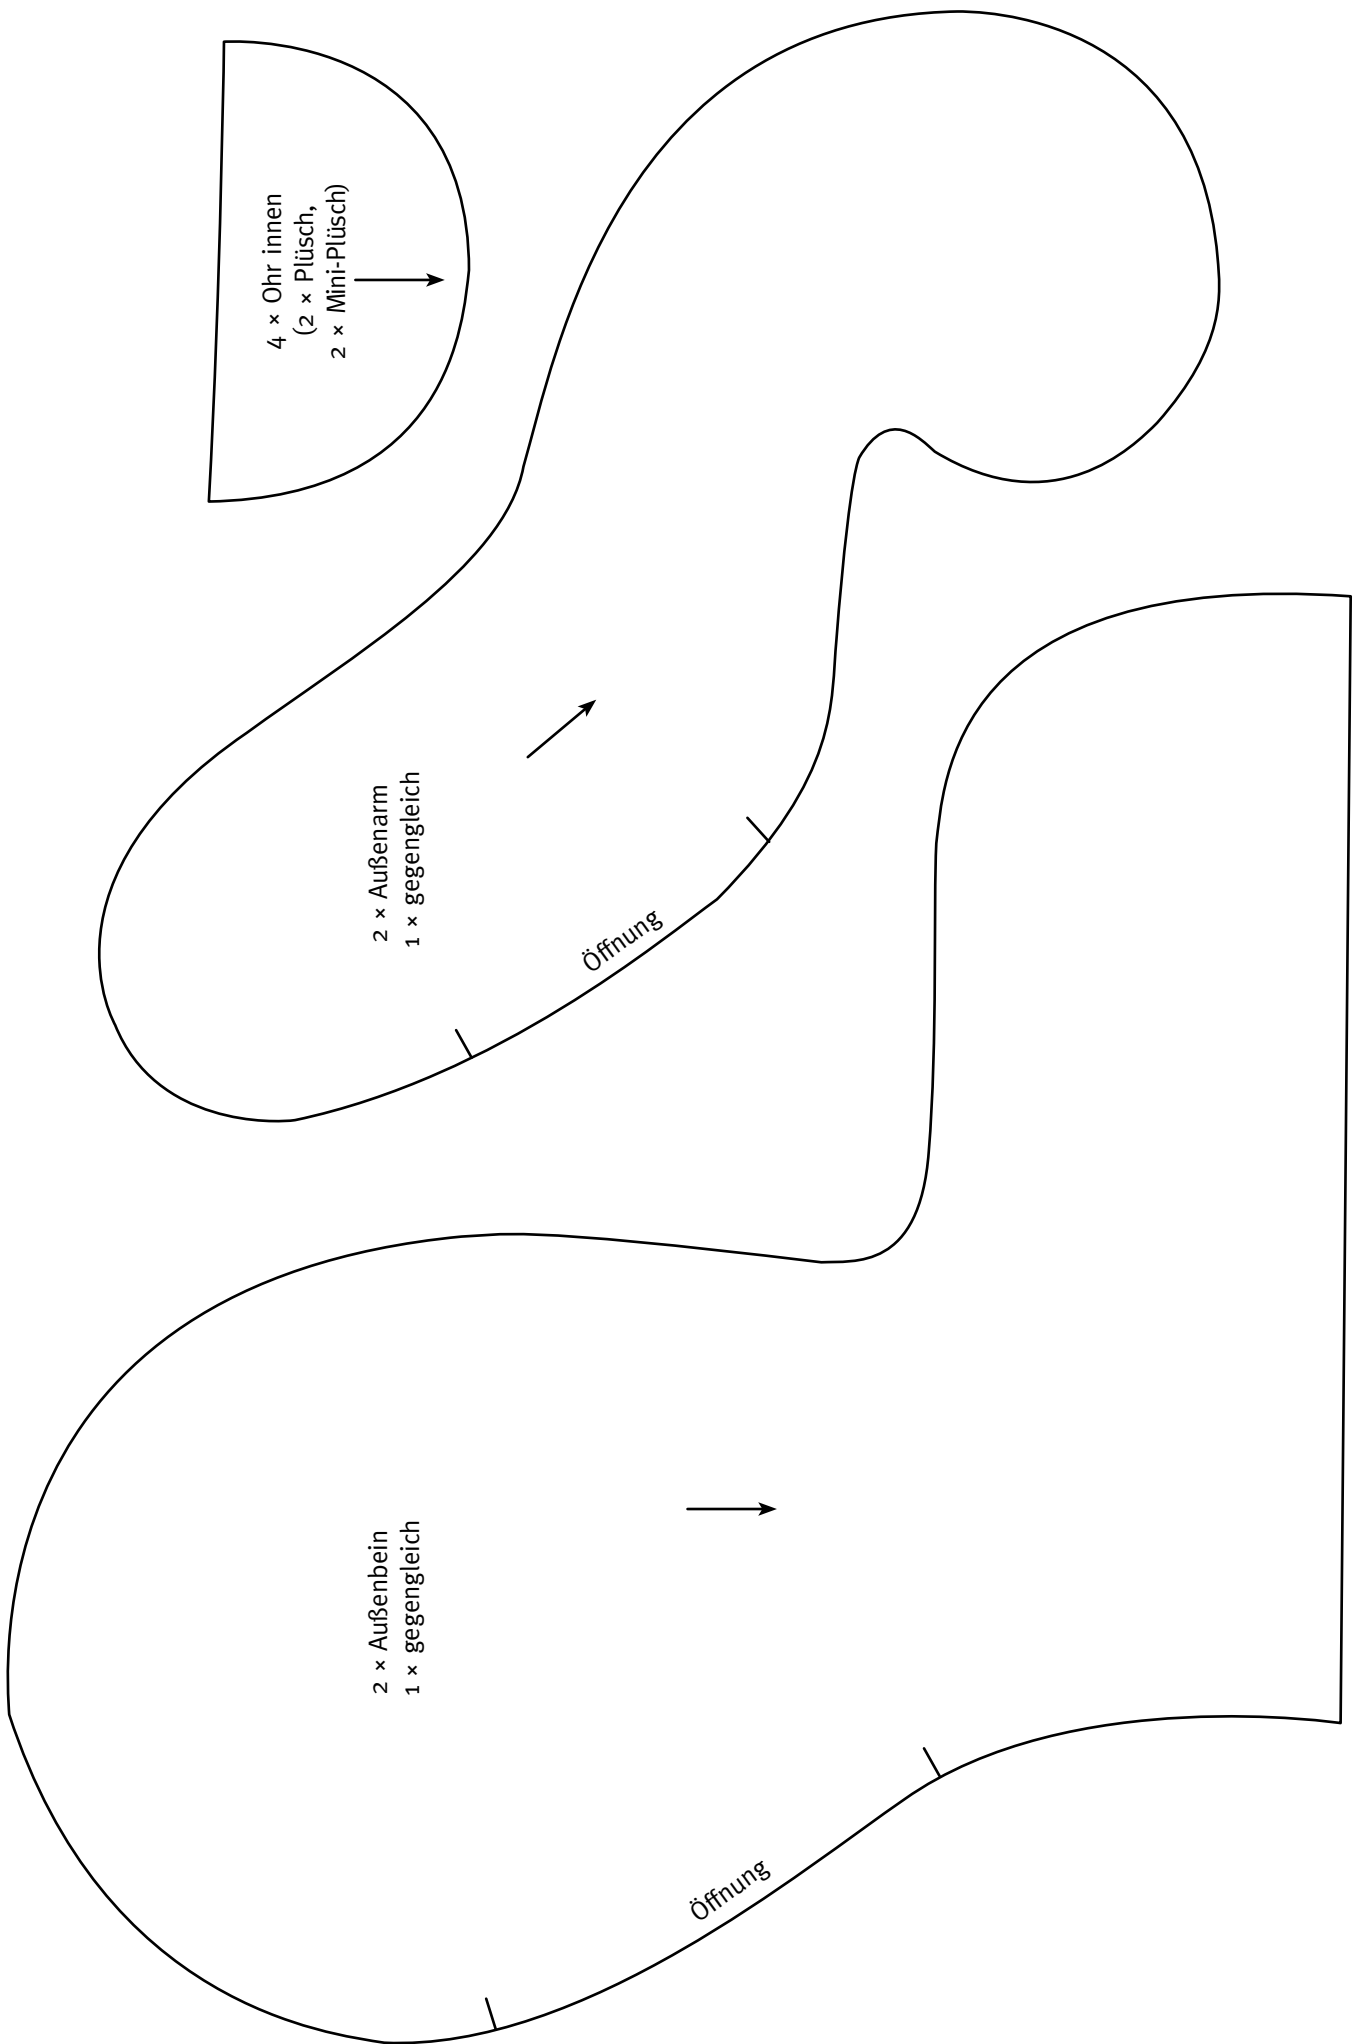 4 × Ohr innen
(2 × Plüsch,
2 × Mini-Plüsch)
2 × Außenarm
1 × gegengleich
Öffnung
2 × Außenbein
1 × gegengleich
Öffnung